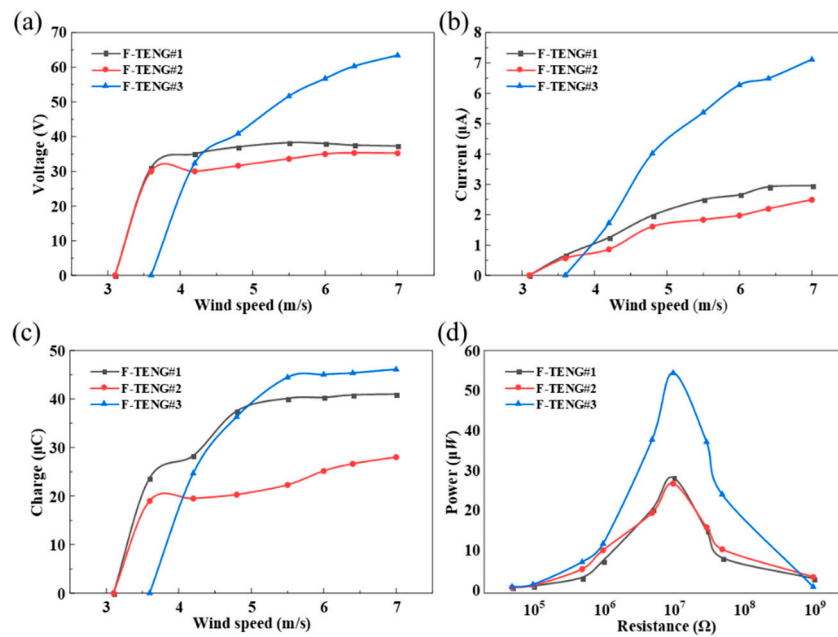 (a)
70
60
50
40
30
20
10
0
Voltage (V)
F-TENG#1
F-TENG#2
F-TENG#3
3 4 5 6 7
Wind speed (m/s)
(b)
8
7
6
5
4
3
2
1
0
Current (μA)
F-TENG#1
F-TENG#2
F-TENG#3
3 4 5 6 7
Wind speed (m/s)
(c)
50
40
30
20
10
0
Charge (μC)
F-TENG#1
F-TENG#2
F-TENG#3
3 4 5 6 7
Wind speed (m/s)
(d)
60
50
40
30
20
10
0
Power (μW)
F-TENG#1
F-TENG#2
F-TENG#3
10⁵ 10⁶ 10⁷ 10⁸ 10⁹
Resistance (Ω)